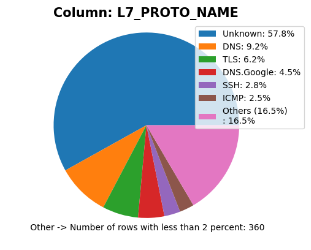 Column: L7_PROTO_NAME
Unknown: 57.8%
DNS: 9.2%
TLS: 6.2%
DNS.Google: 4.5%
SSH: 2.8%
ICMP: 2.5%
Others (16.5%)
: 16.5%
Other -> Number of rows with less than 2 percent: 360